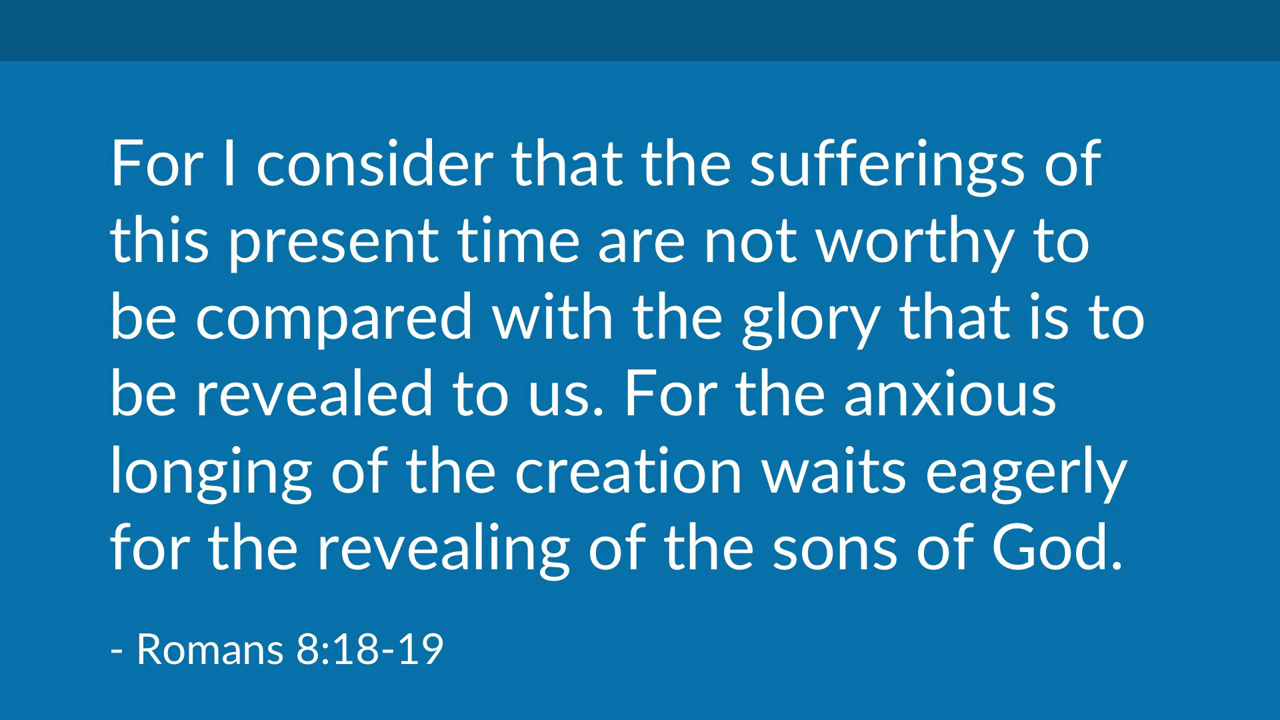 For I consider that the sufferings of
this present time are not worthy to
be compared with the glory that is to
be revealed to us. For the anxious
longing of the creation waits eagerly
for the revealing of the sons of God.
- Romans 8:18-19